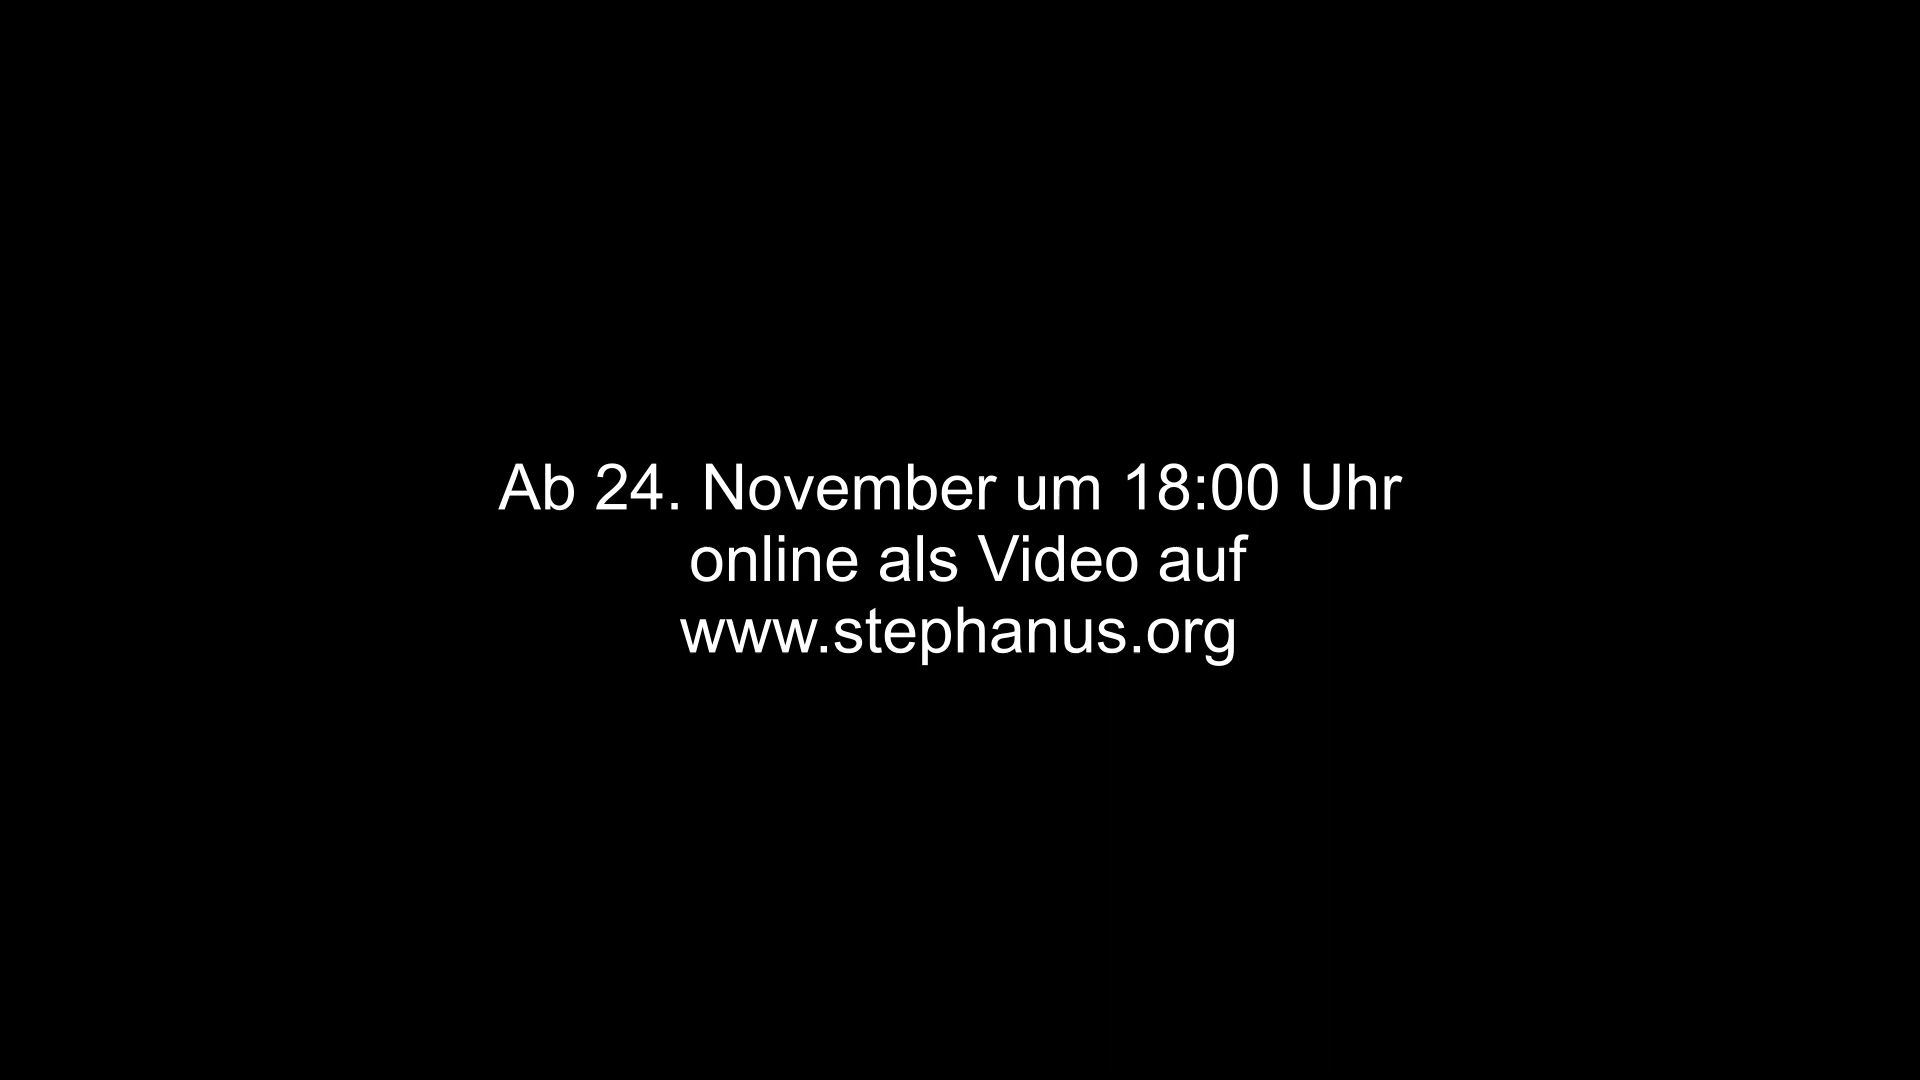 Ab 24. November um 18:00 Uhr
online als Video auf
www.stephanus.org